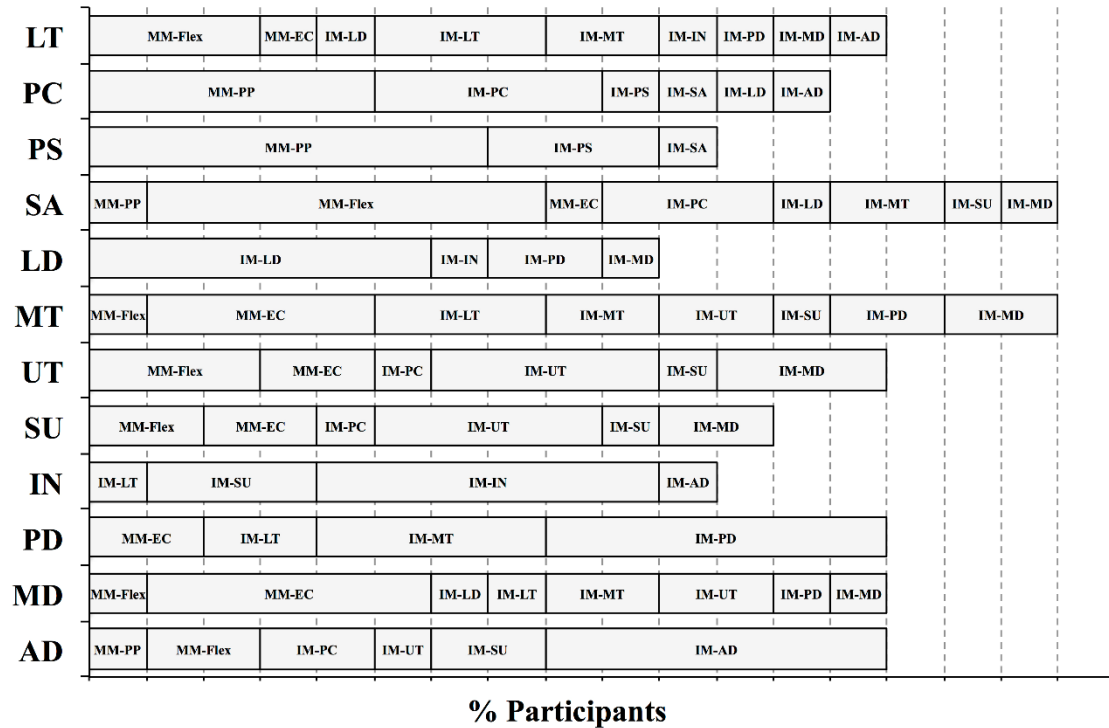 LT MM-Flex MM-EC IM-LD IM-LT IM-MT IM-IN IM-PD IM-MD IM-AD
PC MM-PP IM-PC IM-PS IM-SA IM-LD IM-AD
PS MM-PP IM-PS IM-SA
SA MM-PP MM-Flex MM-EC IM-PC IM-LD IM-MT IM-SU IM-MD
LD IM-LD IM-IN IM-PD IM-MD
MT MM-Flex MM-EC IM-LT IM-MT IM-UT IM-SU IM-PD IM-MD
UT MM-Flex MM-EC IM-PC IM-UT IM-SU IM-MD
SU MM-Flex MM-EC IM-PC IM-UT IM-SU IM-MD
IN IM-LT IM-SU IM-IN IM-AD
PD MM-EC IM-LT IM-MT IM-PD
MD MM-Flex MM-EC IM-LD IM-LT IM-MT IM-UT IM-PD IM-MD
AD MM-PP MM-Flex IM-PC IM-UT IM-SU IM-AD
% Participants